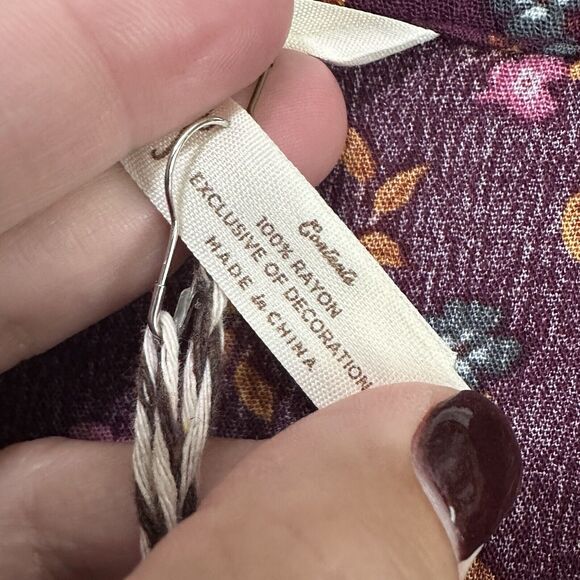 Contents
100% RAYON
EXCLUSIVE OF DECORATION
MADE in CHINA